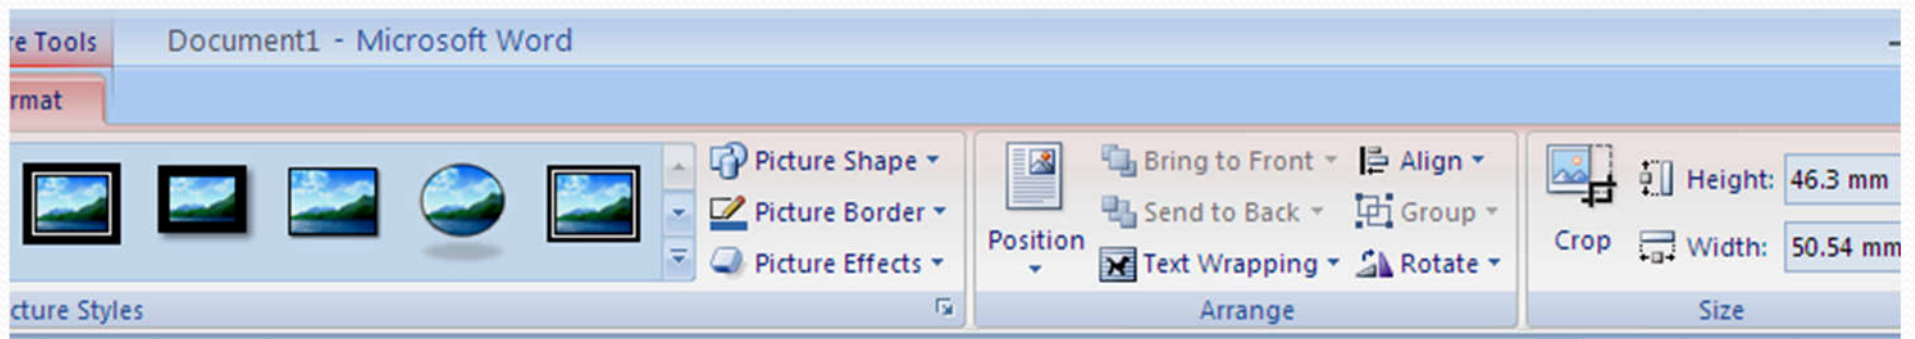 re Tools
Document1 - Microsoft Word
rmat
Picture Shape
Picture Border
Picture Effects
cture Styles
Position
Bring to Front
Send to Back
Text Wrapping
Align
Group
Rotate
Arrange
Crop
Height: 46.3 mm
Width: 50.54 mm
Size